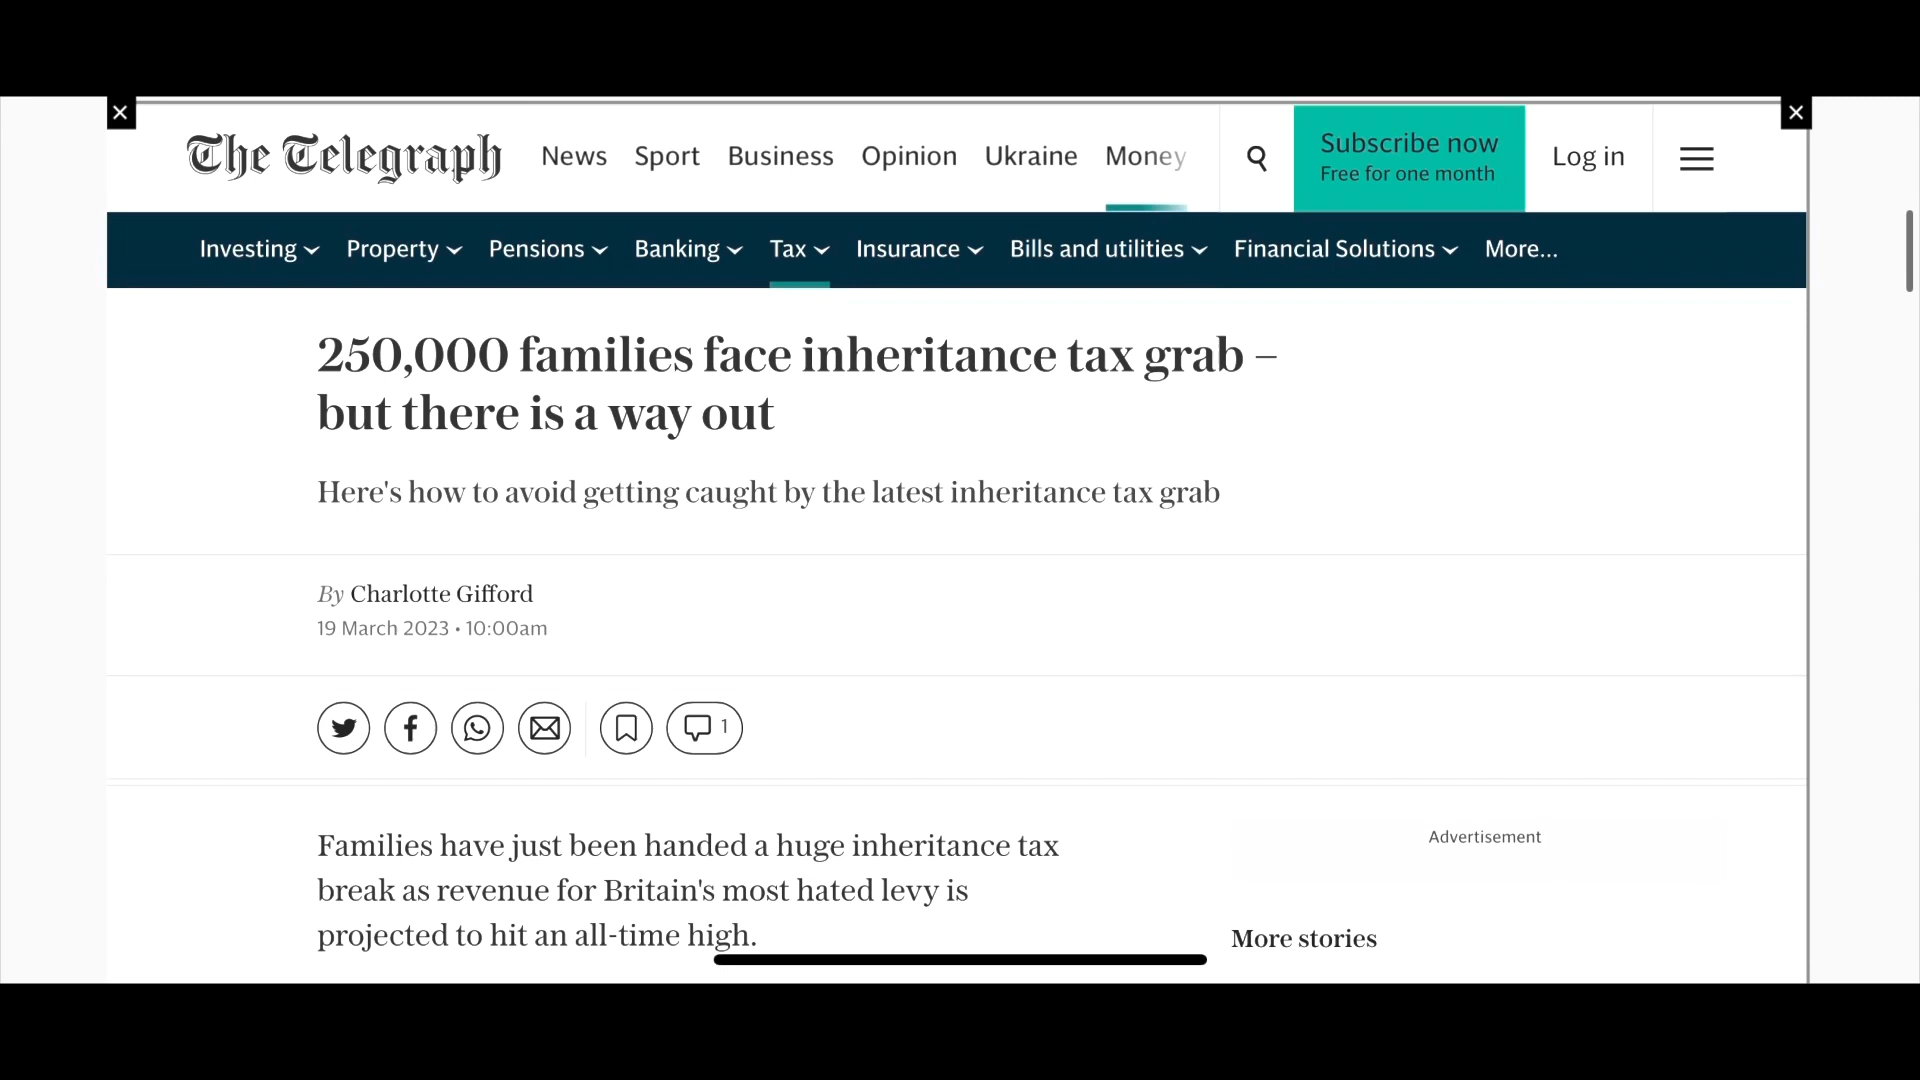 The Telegraph
News Sport Business Opinion Ukraine Money
Subscribe now
Free for one month
Log in
Investing Property Pensions Banking Tax Insurance Bills and utilities Financial Solutions More...
250,000 families face inheritance tax grab –
but there is a way out
Here's how to avoid getting caught by the latest inheritance tax grab
By Charlotte Gifford
19 March 2023 • 10:00am
1
Families have just been handed a huge inheritance tax
break as revenue for Britain's most hated levy is
projected to hit an all-time high.
Advertisement
More stories